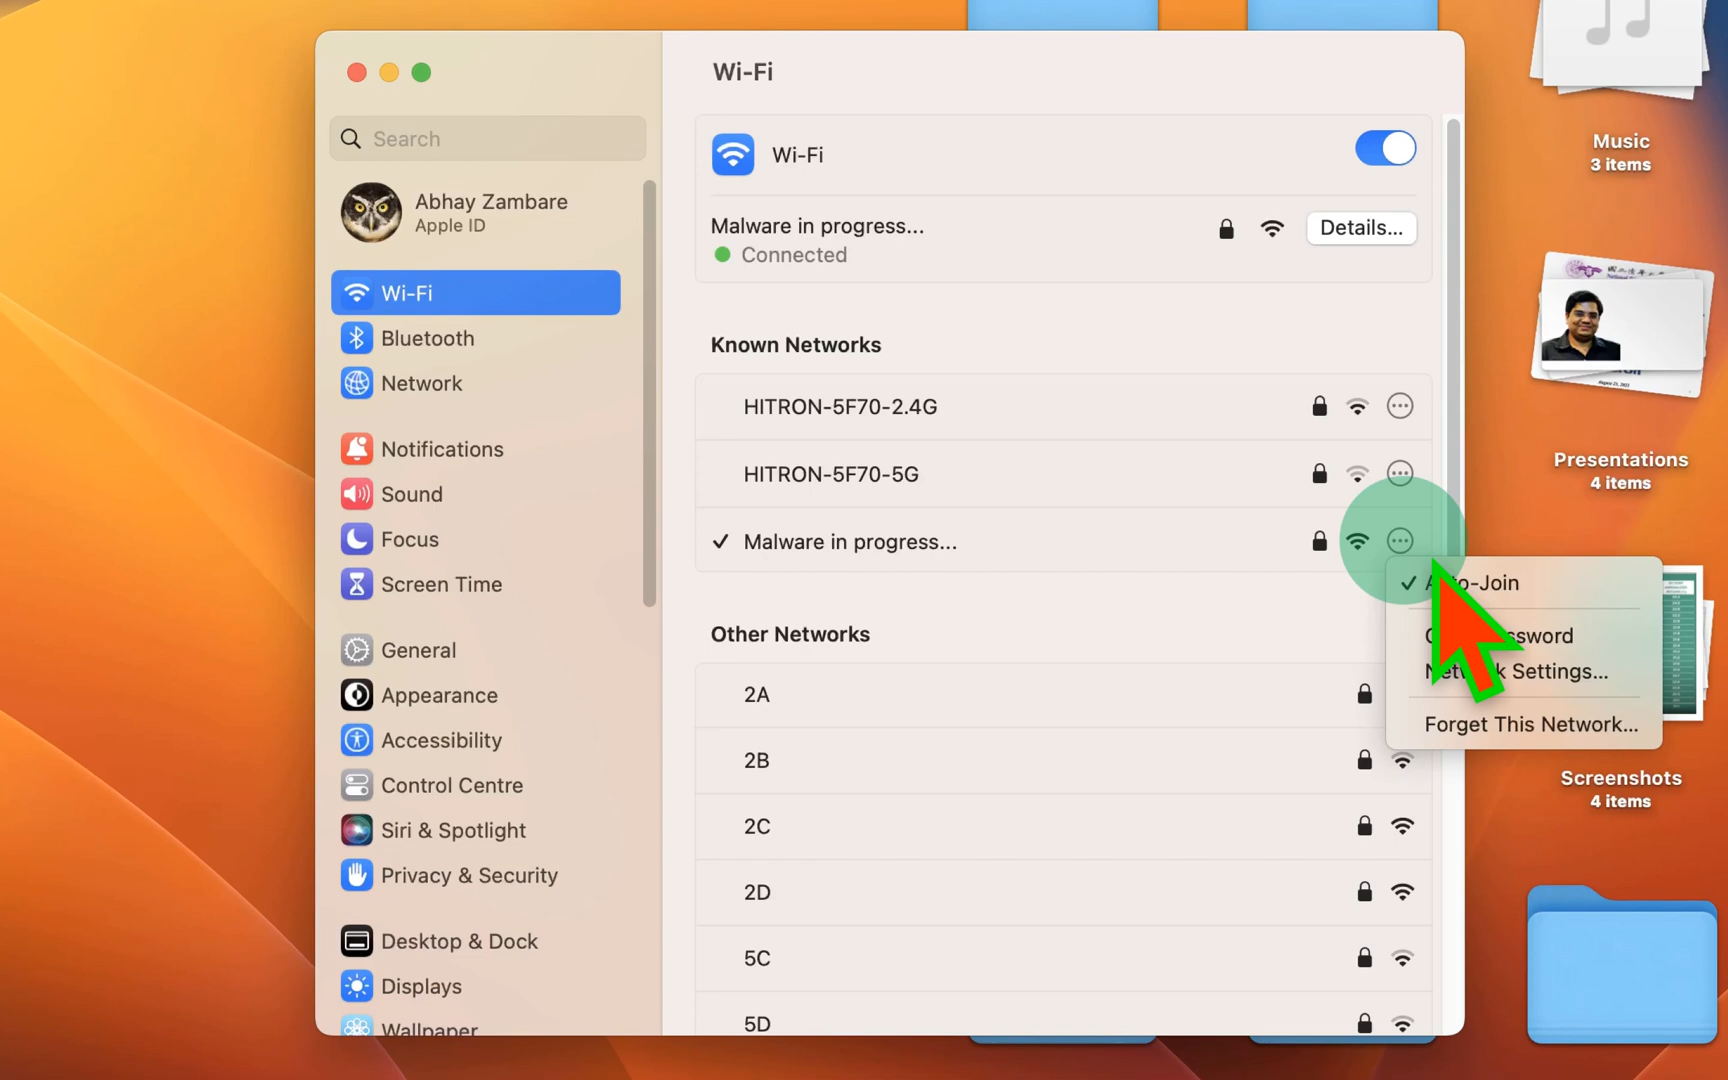 Wi-Fi
Search
Wi-Fi
Abhay Zambare
Apple ID
Malware in progress...
Details...
Connected
Wi-Fi
Bluetooth
Network
Notifications
Sound
Focus
Screen Time
General
Appearance
Accessibility
Control Centre
Siri & Spotlight
Privacy & Security
Desktop & Dock
Displays
Wallpaper
Known Networks
HITRON-5F70-2.4G
HITRON-5F70-5G
Malware in progress...
Settings...
Forget This Network...
Other Networks
2A
2B
2C
2D
5C
5D
Music
3 items
Presentations
4 items
Screenshots
4 items